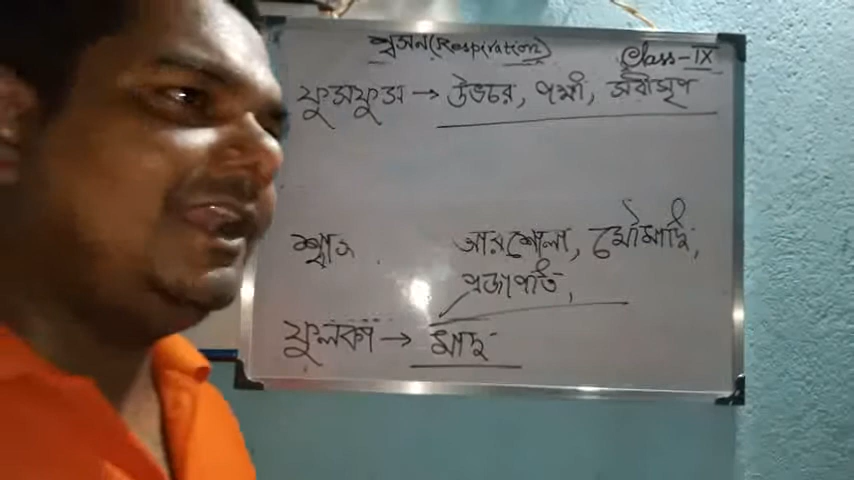 শ্বসন (Respiration) Class-IX
ফুসফুস → উভচর, পক্ষী, সরীসৃপ
আরশোলা, মৌমাছি,
প্রজাপতি,
ফুলকা → মাছ